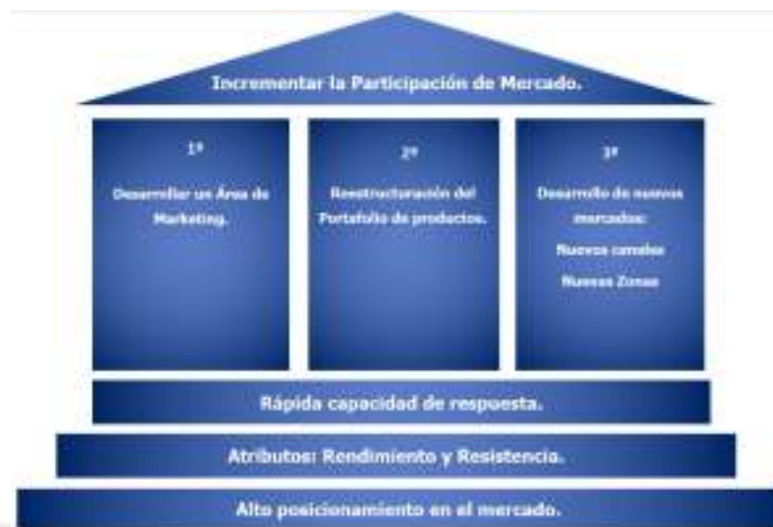 Incrementar la Participación de Mercado.
1º
Desarrollar un Área de
Marketing.
2º
Reestructuración del
Portafolio de productos.
3º
Desarrollo de nuevos
mercados:
Nuevos canales
Nuevas Zonas
Rápida capacidad de respuesta.
Atributos: Rendimiento y Resistencia.
Alto posicionamiento en el mercado.